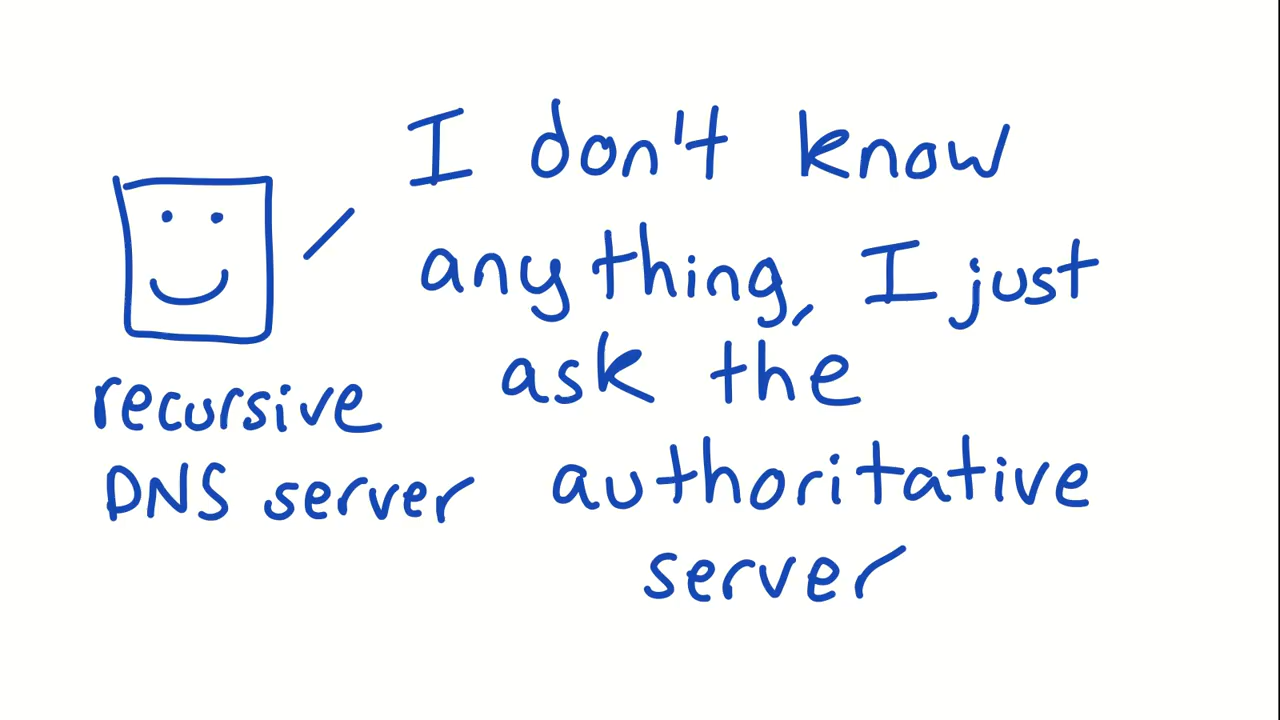 I don't know
anything, I just
ask the
authoritative
server
recursive
DNS server